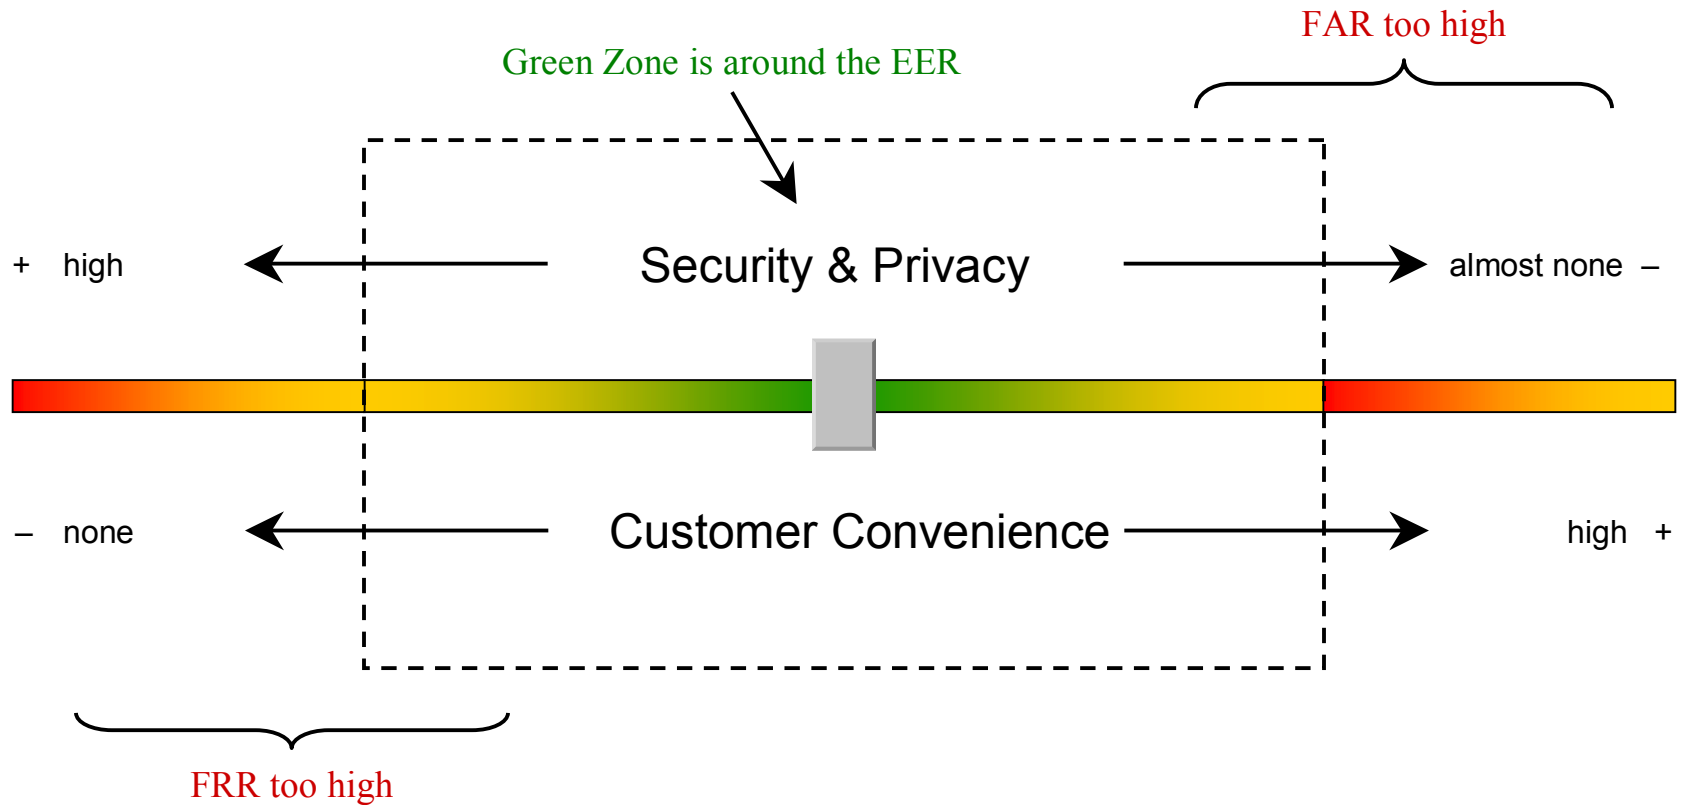 FAR too high
Green Zone is around the EER
+ high Security & Privacy almost none –
– none Customer Convenience high +
FRR too high